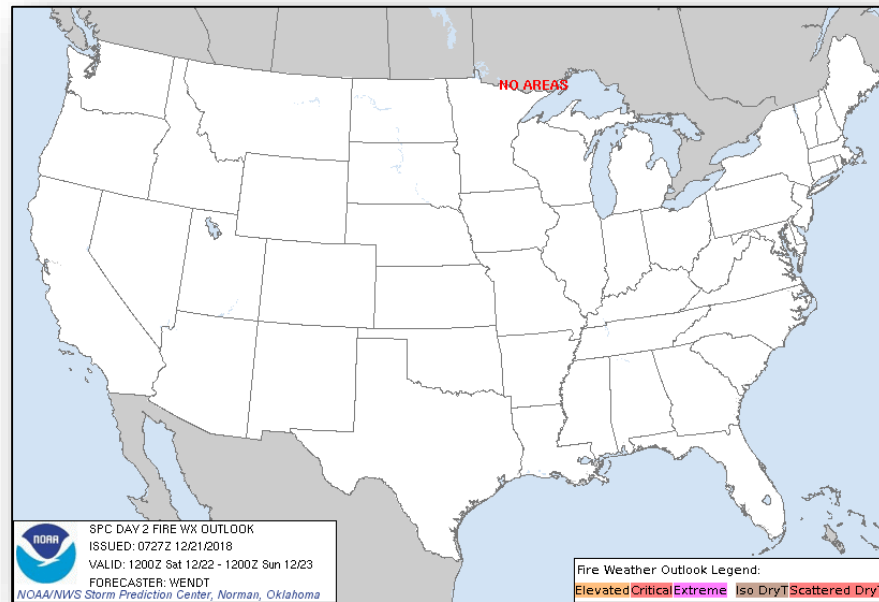 NO AREAS
NOAA
SPC DAY 2 FIRE WX OUTLOOK
ISSUED: 0727Z 12/21/2018
VALID: 1200Z Sat 12/22 - 1200Z Sun 12/23
FORECASTER: WENDT
NOAA/NWS Storm Prediction Center, Norman, Oklahoma
Fire Weather Outlook Legend:
Elevated Critical Extreme Iso DryT Scattered DryT